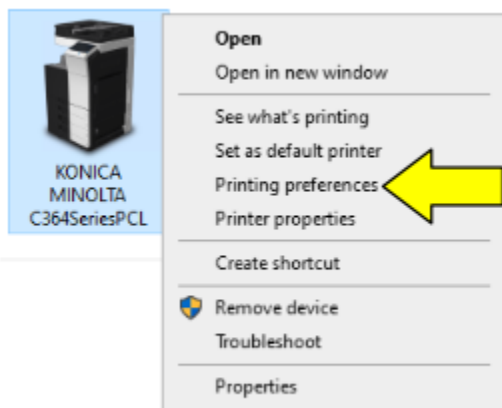 KONICA
MINOLTA
C364SeriesPCL
Open
Open in new window
See what's printing
Set as default printer
Printing preferences
Printer properties
Create shortcut
Remove device
Troubleshoot
Properties